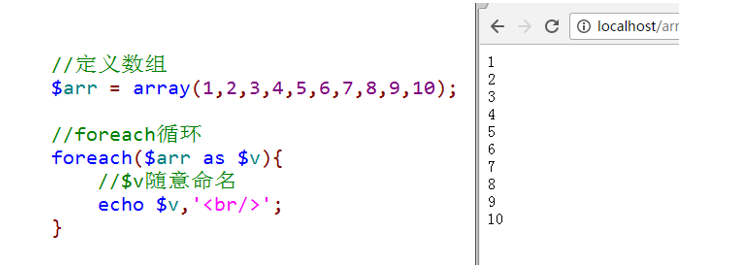 //定义数组
$arr = array(1,2,3,4,5,6,7,8,9,10);
//foreach循环
foreach($arr as $v){
//$v随意命名
echo $v,'<br/>';
}
localhost/arr
1
2
3
4
5
6
7
8
9
10